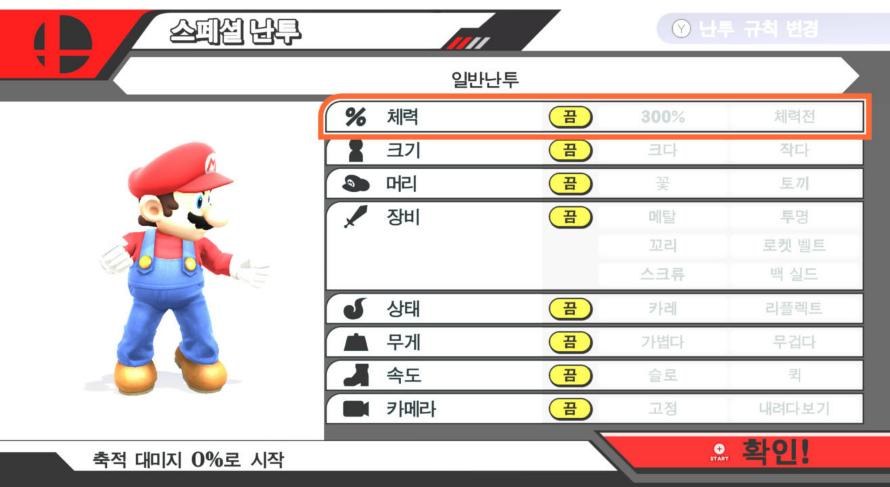 스페셜 난투
Ⓨ 난투 규칙 변경
일반난투
% 체력 끔 300% 체력전
크기 끔 크다 작다
머리 끔 꽃 토끼
장비 끔 메탈 투명
꼬리 로켓 벨트
스크류 백 실드
상태 끔 카레 리플렉트
무게 끔 가볍다 무겁다
속도 끔 슬로 퀵
카메라 끔 고정 내려다보기
축적 대미지 0%로 시작
START 확인!